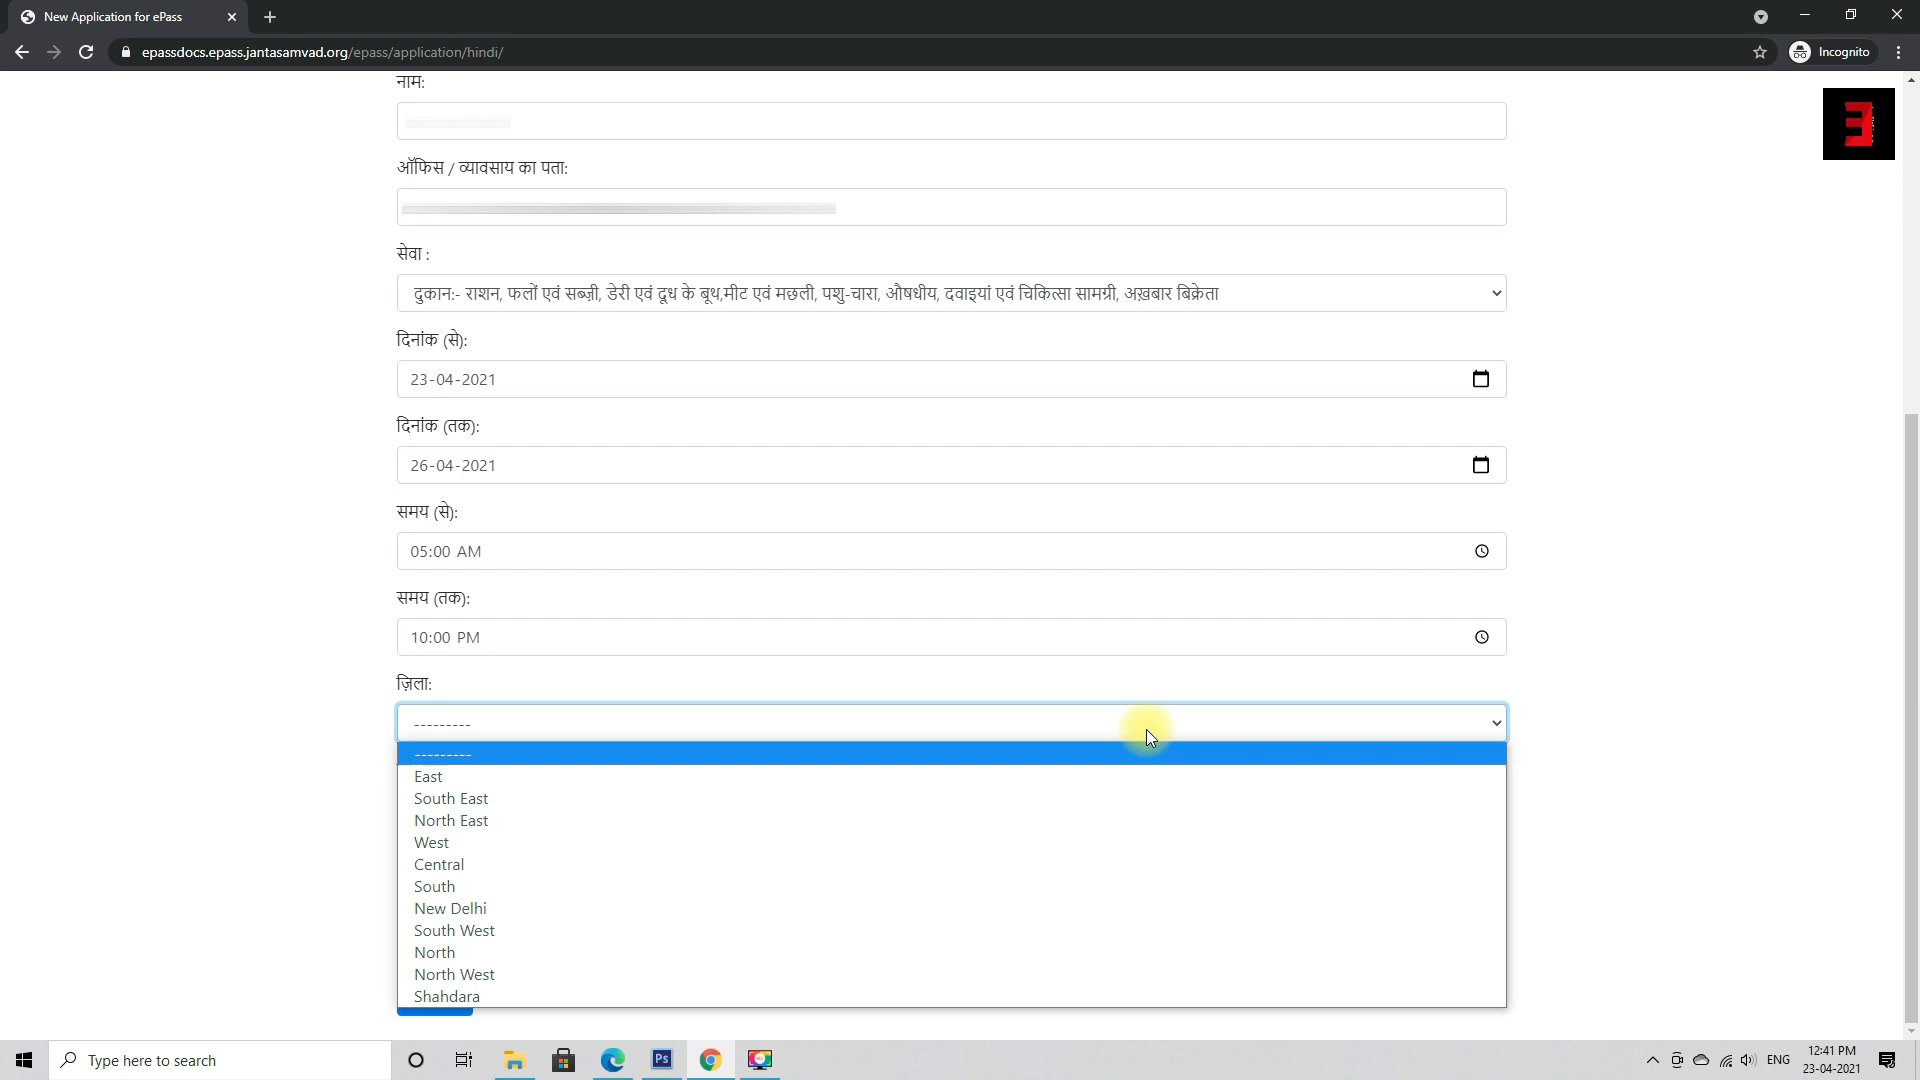 New Application for ePass
epassdocs.epass.jantasamvad.org/epass/application/hindi/
Incognito
नाम:
ऑफिस / व्यावसाय का पता:
सेवा :
दुकान:- राशन, फलों एवं सब्ज़ी, डेरी एवं दूध के बूथ,मीट एवं मछली, पशु-चारा, औषधीय, दवाइयां एवं चिकित्सा सामग्री, अख़बार बिक्रेता
दिनांक (से):
23-04-2021
दिनांक (तक):
26-04-2021
समय (से):
05:00 AM
समय (तक):
10:00 PM
ज़िला:
---------
---------
East
South East
North East
West
Central
South
New Delhi
South West
North
North West
Shahdara
Type here to search
Ps
ENG
12:41 PM
23-04-2021